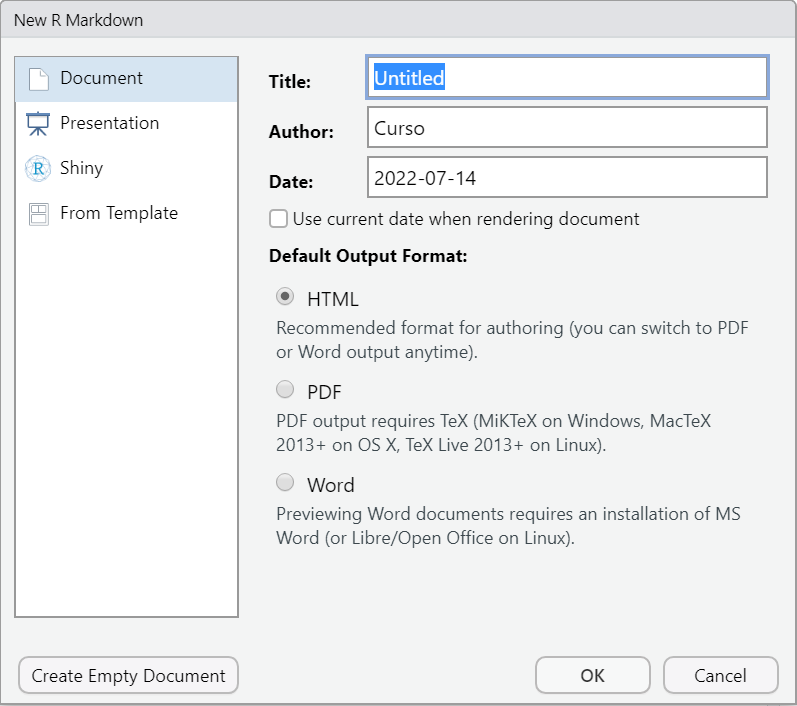 New R Markdown
Document
Presentation
R Shiny
From Template
Title: Untitled
Author: Curso
Date: 2022-07-14
Use current date when rendering document
Default Output Format:
HTML
Recommended format for authoring (you can switch to PDF
or Word output anytime).
PDF
PDF output requires TeX (MiKTeX on Windows, MacTeX
2013+ on OS X, TeX Live 2013+ on Linux).
Word
Previewing Word documents requires an installation of MS
Word (or Libre/Open Office on Linux).
Create Empty Document
OK
Cancel